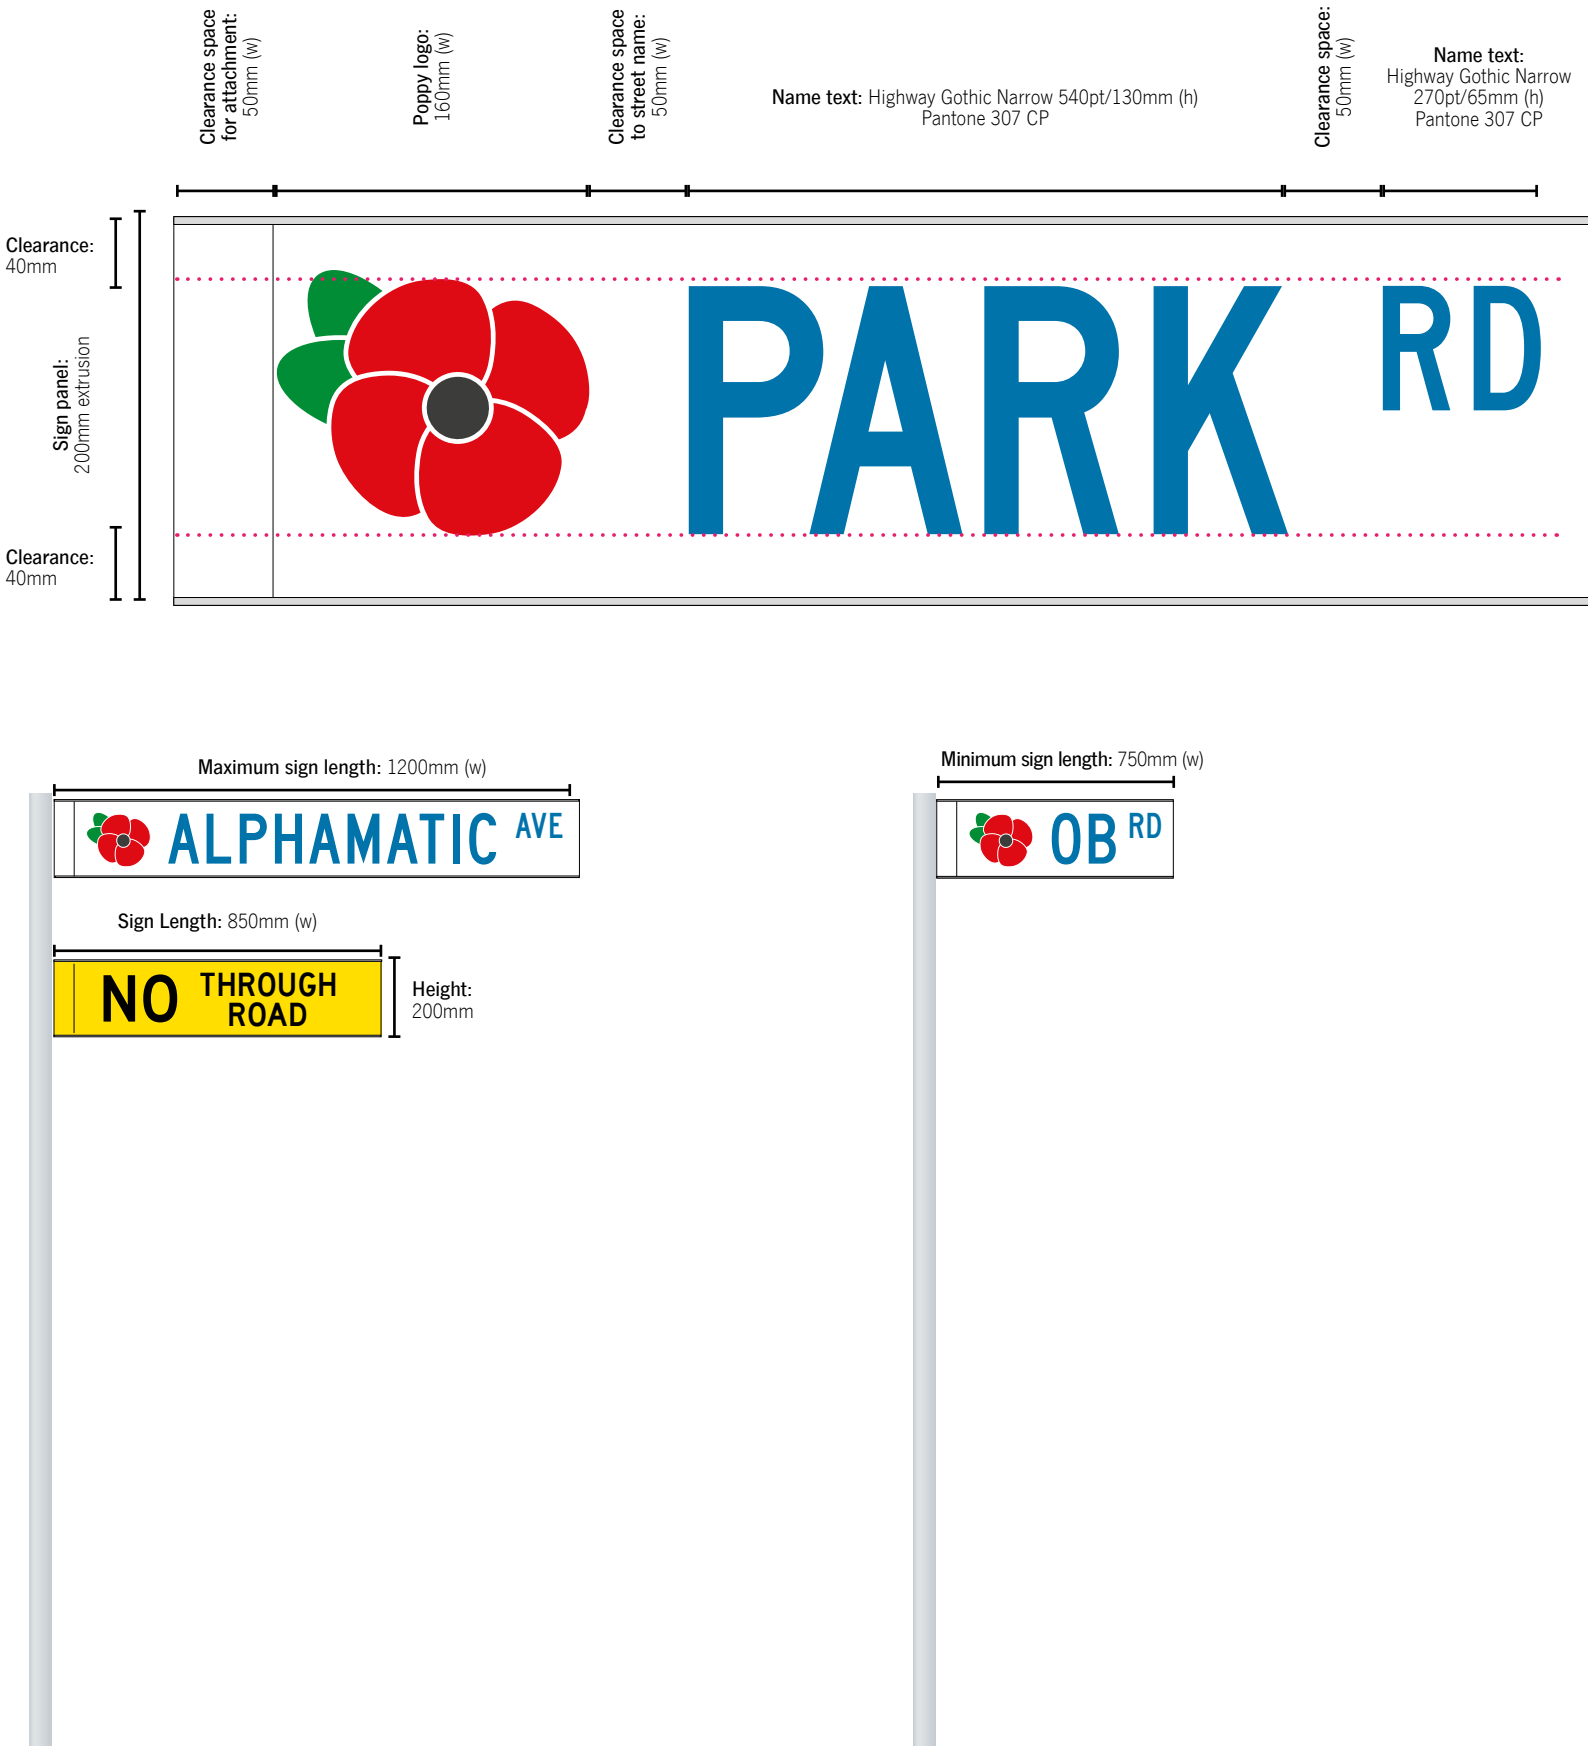 Clearance space
for attachment:
50mm (w)
Poppy logo:
160mm (w)
Clearance space
to street name:
50mm (w)
Name text: Highway Gothic Narrow 540pt/130mm (h)
Pantone 307 CP
Clearance space:
50mm (w)
Name text:
Highway Gothic Narrow
270pt/65mm (h)
Pantone 307 CP
Clearance:
40mm
Sign panel:
200mm extrusion
Clearance:
40mm
PARK RD
Maximum sign length: 1200mm (w)
ALPHAMATIC AVE
Sign Length: 850mm (w)
NO THROUGH
ROAD
Height:
200mm
Minimum sign length: 750mm (w)
OB RD